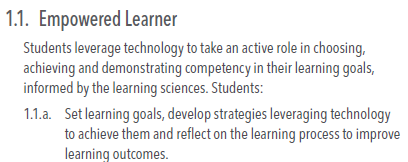 1.1. Empowered Learner
Students leverage technology to take an active role in choosing,
achieving and demonstrating competency in their learning goals,
informed by the learning sciences. Students:
1.1.a. Set learning goals, develop strategies leveraging technology
to achieve them and reflect on the learning process to improve
learning outcomes.